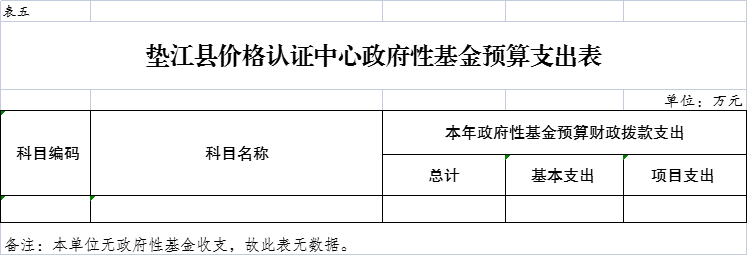 表五
垫江县价格认证中心政府性基金预算支出表
单位：万元
科目编码
科目名称
本年政府性基金预算财政拨款支出
总计
基本支出
项目支出
备注：本单位无政府性基金收支，故此表无数据。